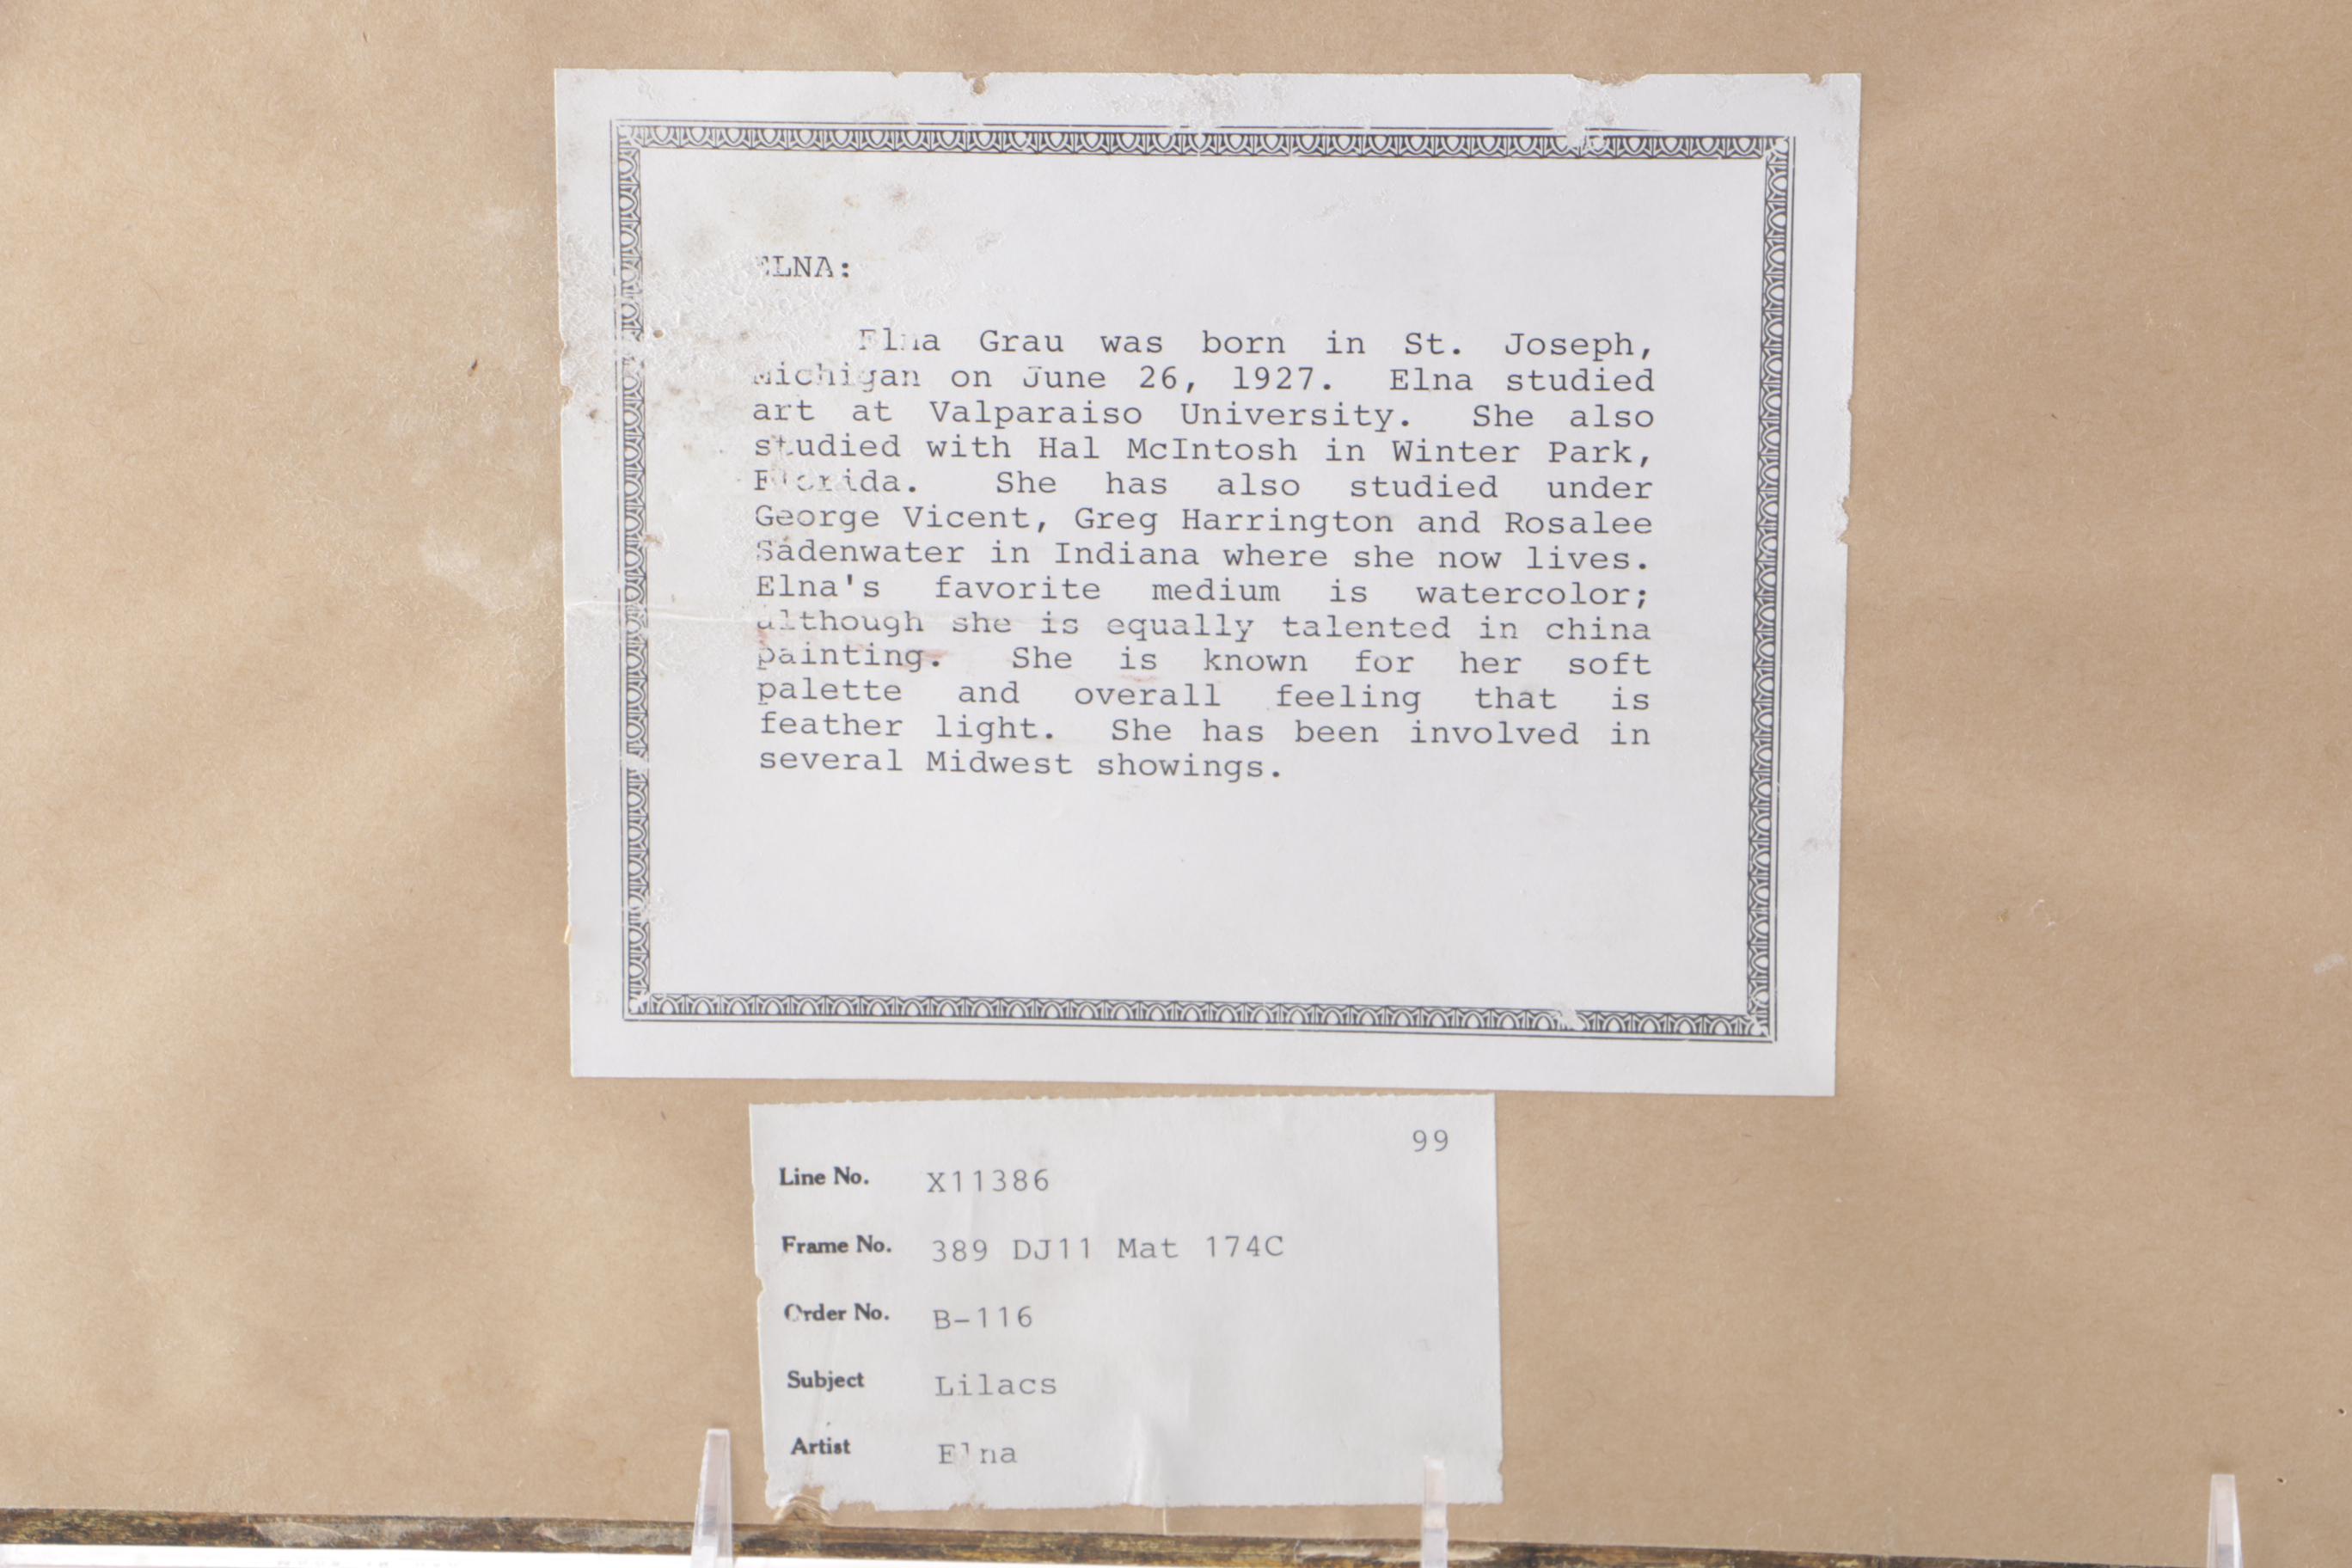 ELNA:
Elna Grau was born in St. Joseph,
Michigan on June 26, 1927. Elna studied
art at Valparaiso University. She also
studied with Hal McIntosh in Winter Park,
Florida. She has also studied under
George Vicent, Greg Harrington and Rosalee
Sadenwater in Indiana where she now lives.
Elna's favorite medium is watercolor;
although she is equally talented in china
painting. She is known for her soft
palette and overall feeling that is
feather light. She has been involved in
several Midwest showings.
99
Line No. X11386
Frame No. 389 DJ11 Mat 174C
Order No. B-116
Subject Lilacs
Artist Elna